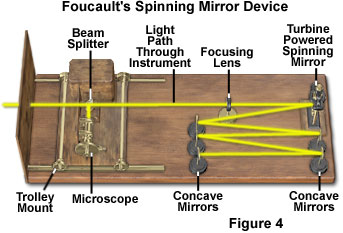 Foucault's Spinning Mirror Device
Beam
Splitter
Light
Path
Through
Instrument
Focusing
Lens
Turbine
Powered
Spinning
Mirror
Trolley
Mount
Microscope
Concave
Mirrors
Concave
Mirrors
Figure 4